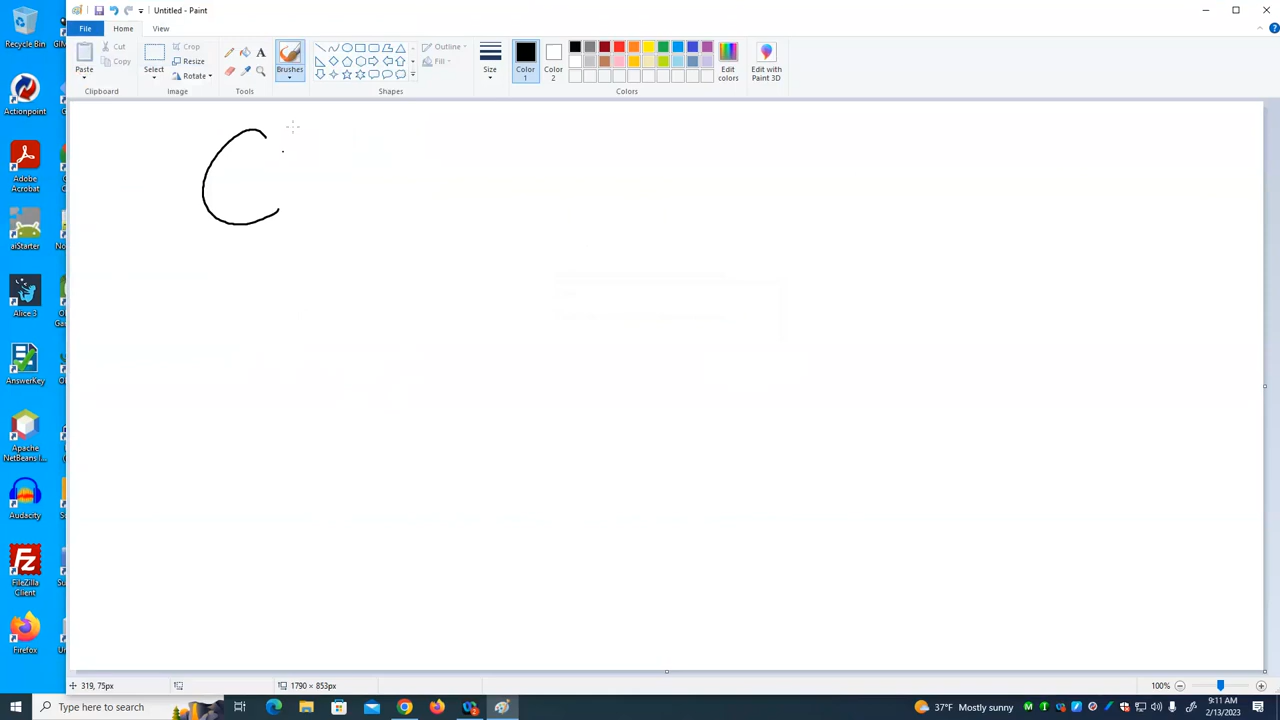 Untitled - Paint
File Home View
Paste
Cut
Copy
Clipboard
Select
Crop
Resize
Rotate
Image
Tools
Brushes
Outline
Fill
Shapes
Size
Color 1
Color 2
Edit colors
Colors
Edit with Paint 3D
Recycle Bin
GIM
Actionpoint
Adobe Acrobat
aiStarter
Alice 3
AnswerKey
Apache NetBeans I...
Audacity
FileZilla Client
Firefox
C
319, 75px
1790 × 853px
100%
Type here to search
37°F Mostly sunny
9:11 AM
2/13/2023